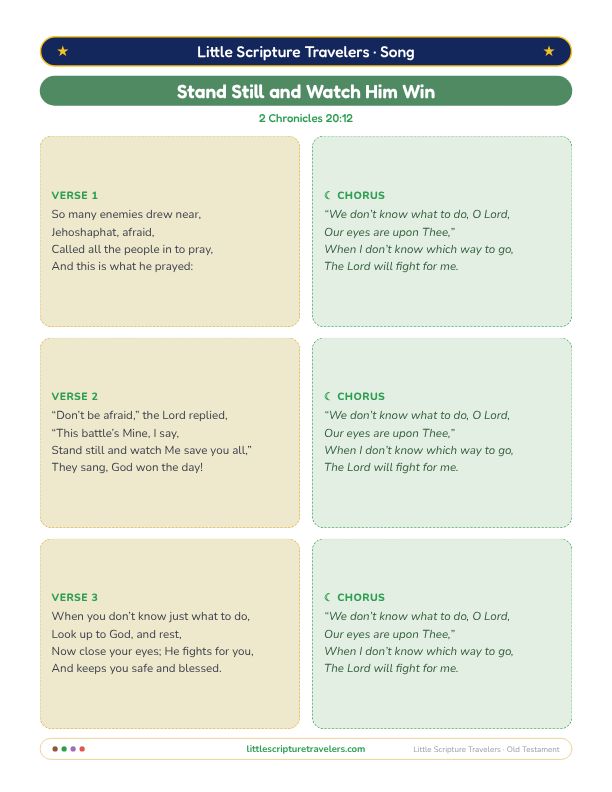 Little Scripture Travelers · Song
Stand Still and Watch Him Win
2 Chronicles 20:12
VERSE 1
So many enemies drew near,
Jehoshaphat, afraid,
Called all the people in to pray,
And this is what he prayed:
☾ CHORUS
“We don’t know what to do, O Lord,
Our eyes are upon Thee,”
When I don’t know which way to go,
The Lord will fight for me.
VERSE 2
“Don’t be afraid,” the Lord replied,
“This battle’s Mine, I say,
Stand still and watch Me save you all,”
They sang, God won the day!
☾ CHORUS
“We don’t know what to do, O Lord,
Our eyes are upon Thee,”
When I don’t know which way to go,
The Lord will fight for me.
VERSE 3
When you don’t know just what to do,
Look up to God, and rest,
Now close your eyes; He fights for you,
And keeps you safe and blessed.
☾ CHORUS
“We don’t know what to do, O Lord,
Our eyes are upon Thee,”
When I don’t know which way to go,
The Lord will fight for me.
littlescripturetravelers.com
Little Scripture Travelers · Old Testament